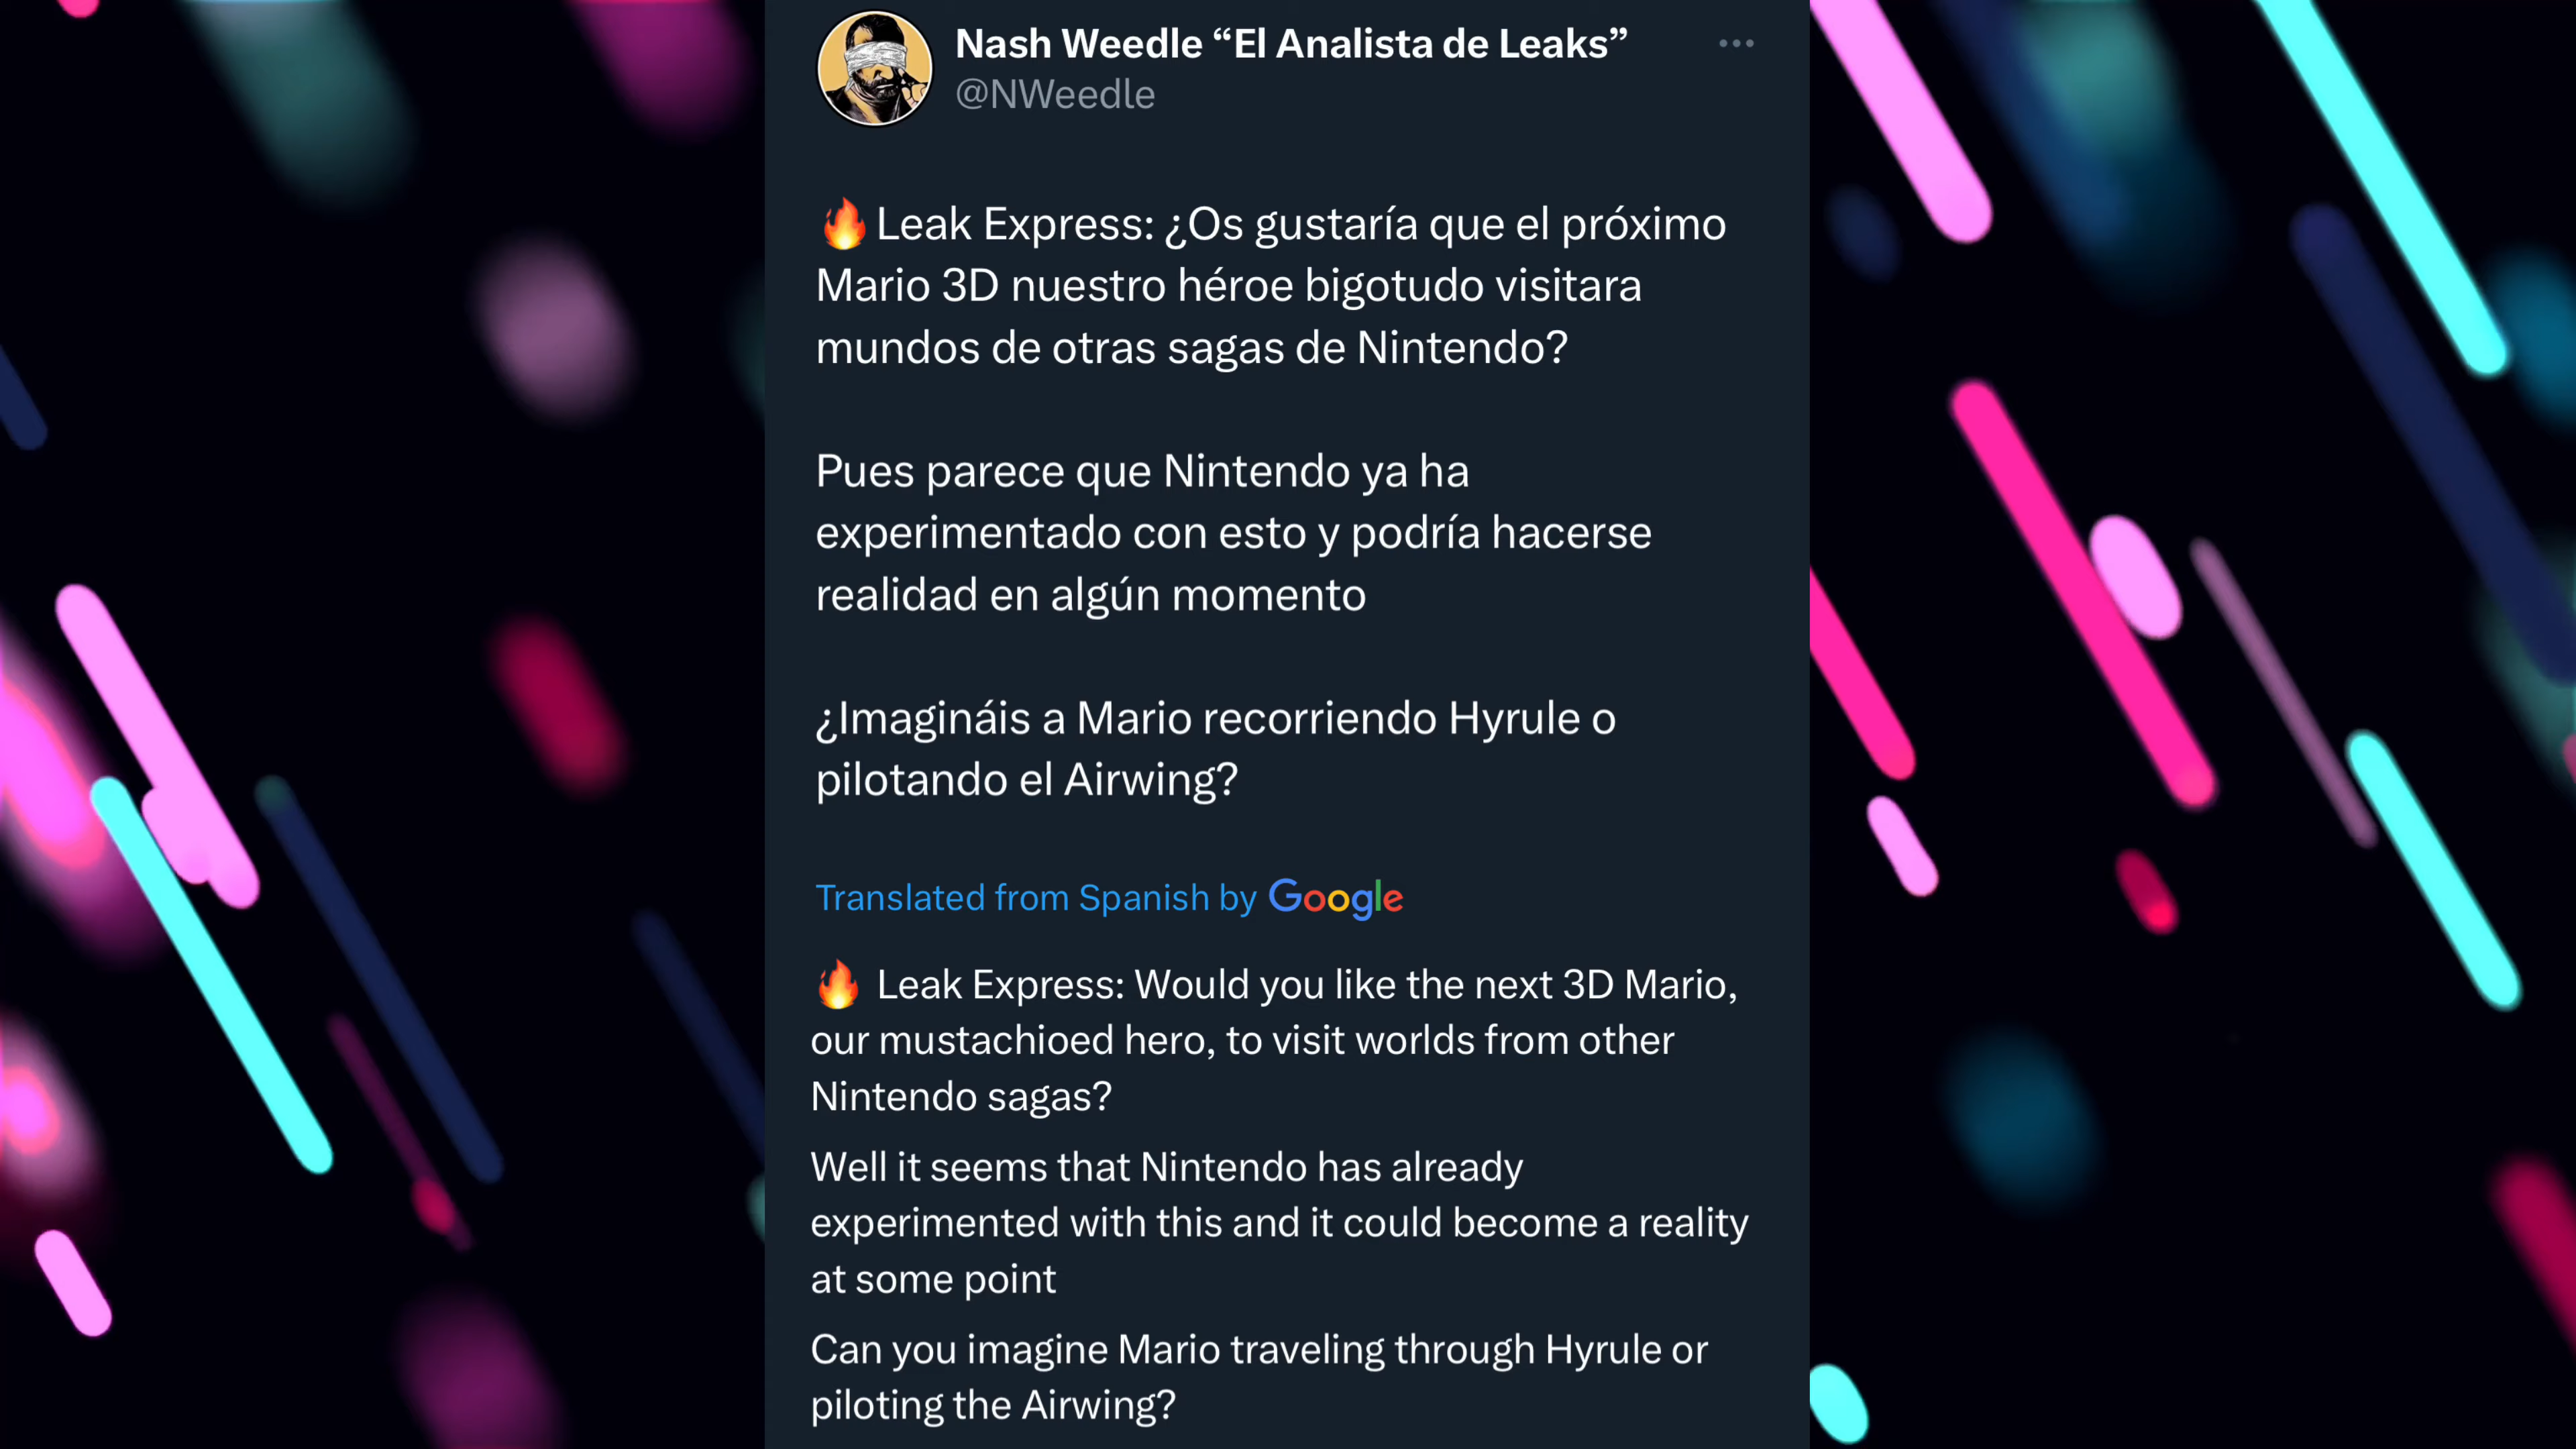 Nash Weedle “El Analista de Leaks”
@NWeedle
🔥Leak Express: ¿Os gustaría que el próximo
Mario 3D nuestro héroe bigotudo visitara
mundos de otras sagas de Nintendo?
Pues parece que Nintendo ya ha
experimentado con esto y podría hacerse
realidad en algún momento
¿Imagináis a Mario recorriendo Hyrule o
pilotando el Airwing?
Translated from Spanish by Google
🔥 Leak Express: Would you like the next 3D Mario,
our mustachioed hero, to visit worlds from other
Nintendo sagas?
Well it seems that Nintendo has already
experimented with this and it could become a reality
at some point
Can you imagine Mario traveling through Hyrule or
piloting the Airwing?